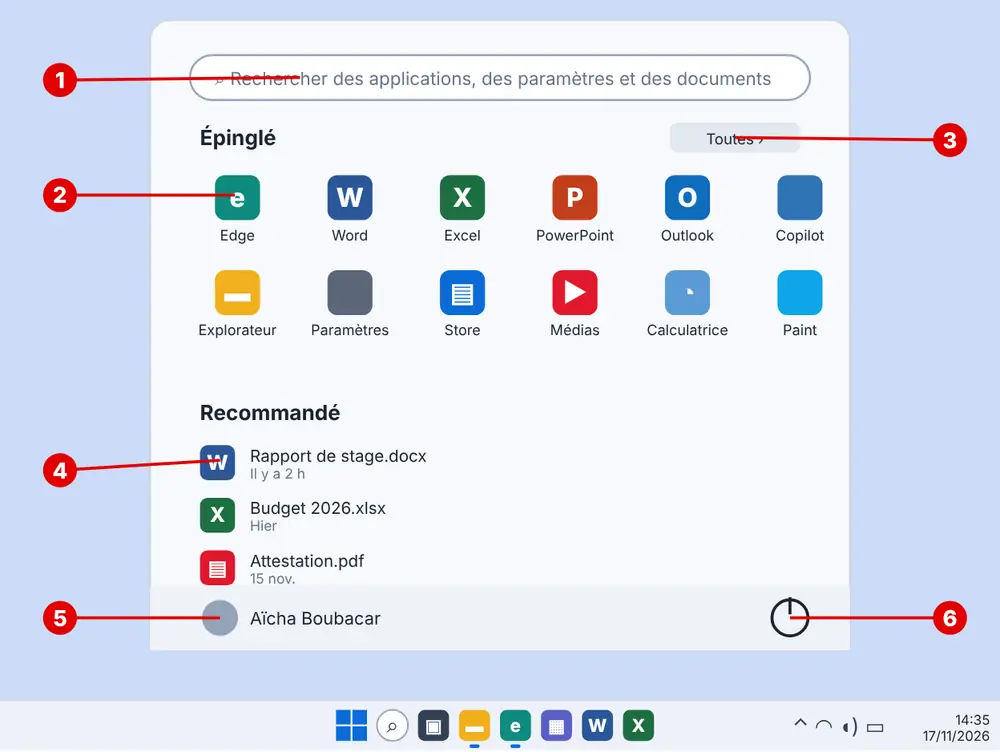 1
⌕ Rechercher des applications, des paramètres et des documents
Épinglé
Toutes ›
3
2
e W X P O
Edge Word Excel PowerPoint Outlook Copilot
Explorateur Paramètres Store Médias Calculatrice Paint
Recommandé
4
W
Rapport de stage.docx
Il y a 2 h
X
Budget 2026.xlsx
Hier
Attestation.pdf
15 nov.
5
Aïcha Boubacar
6
e W X
14:35
17/11/2026